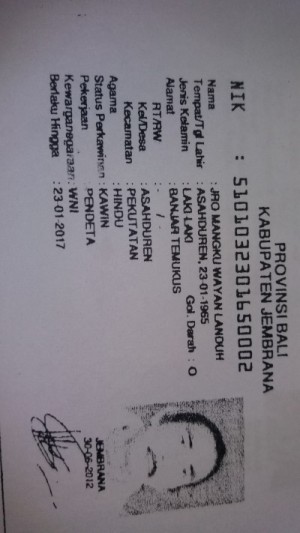 PROVINSI BALI
KABUPATEN JEMBRANA
NIK : 5101032301650002
Nama : JRO MANGKU WAYAN LANDUH
Tempat/Tgl Lahir : ASAHDUREN, 23-01-1965
Jenis Kelamin : LAKI LAKI Gol. Darah : O
Alamat : BANJAR TEMUKUS
RT/RW : /
Kel/Desa : ASAHDUREN
Kecamatan : PEKUTATAN
Agama : HINDU
Status Perkawinan : KAWIN
Pekerjaan : PENDETA
Kewarganegaraan : WNI
Berlaku Hingga : 23-01-2017
JEMBRANA
30-06-2012